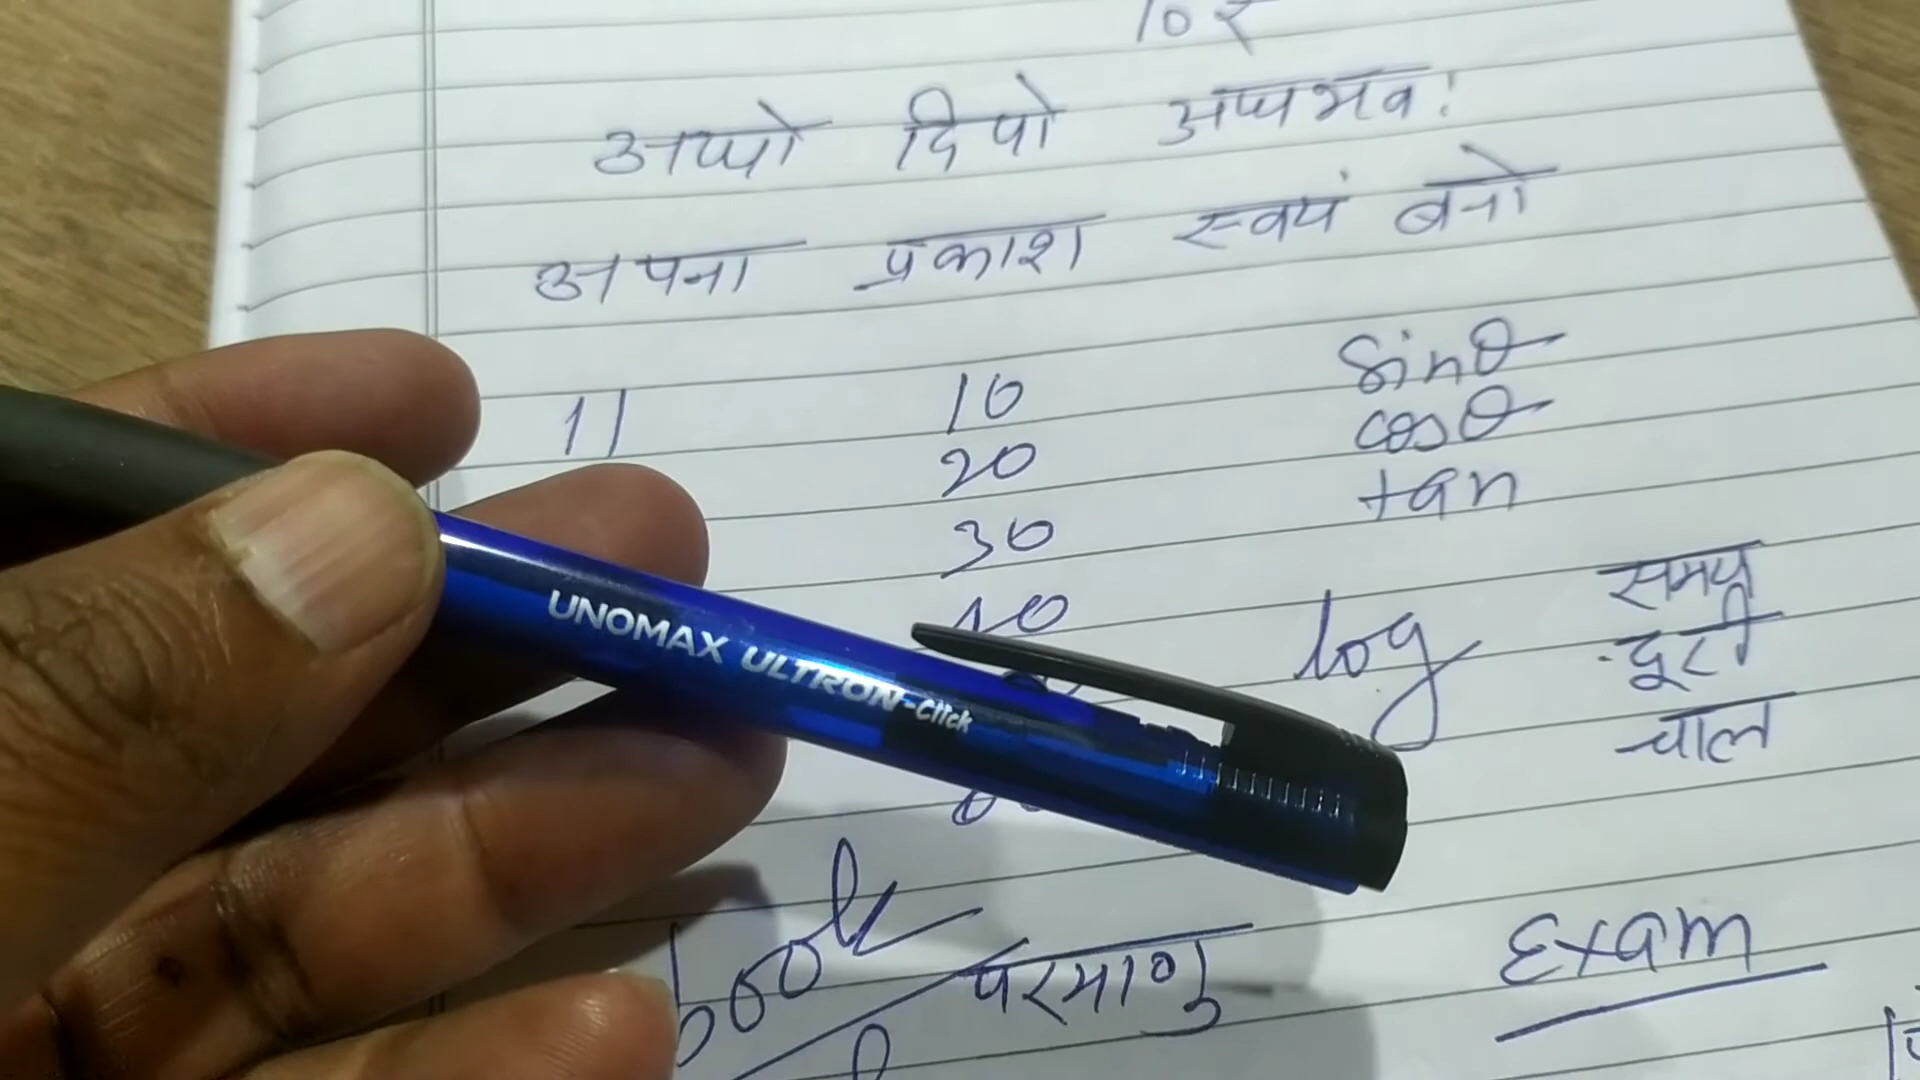 10₹
अप्पो दिपो अप्पभव:
अपना प्रकाश स्वयं बनो
11
10
20
30
40
sinθ
cosθ
tan
log
समय
दूरी
चाल
UNOMAX ULTRON-Click
book
परमाणु
Exam